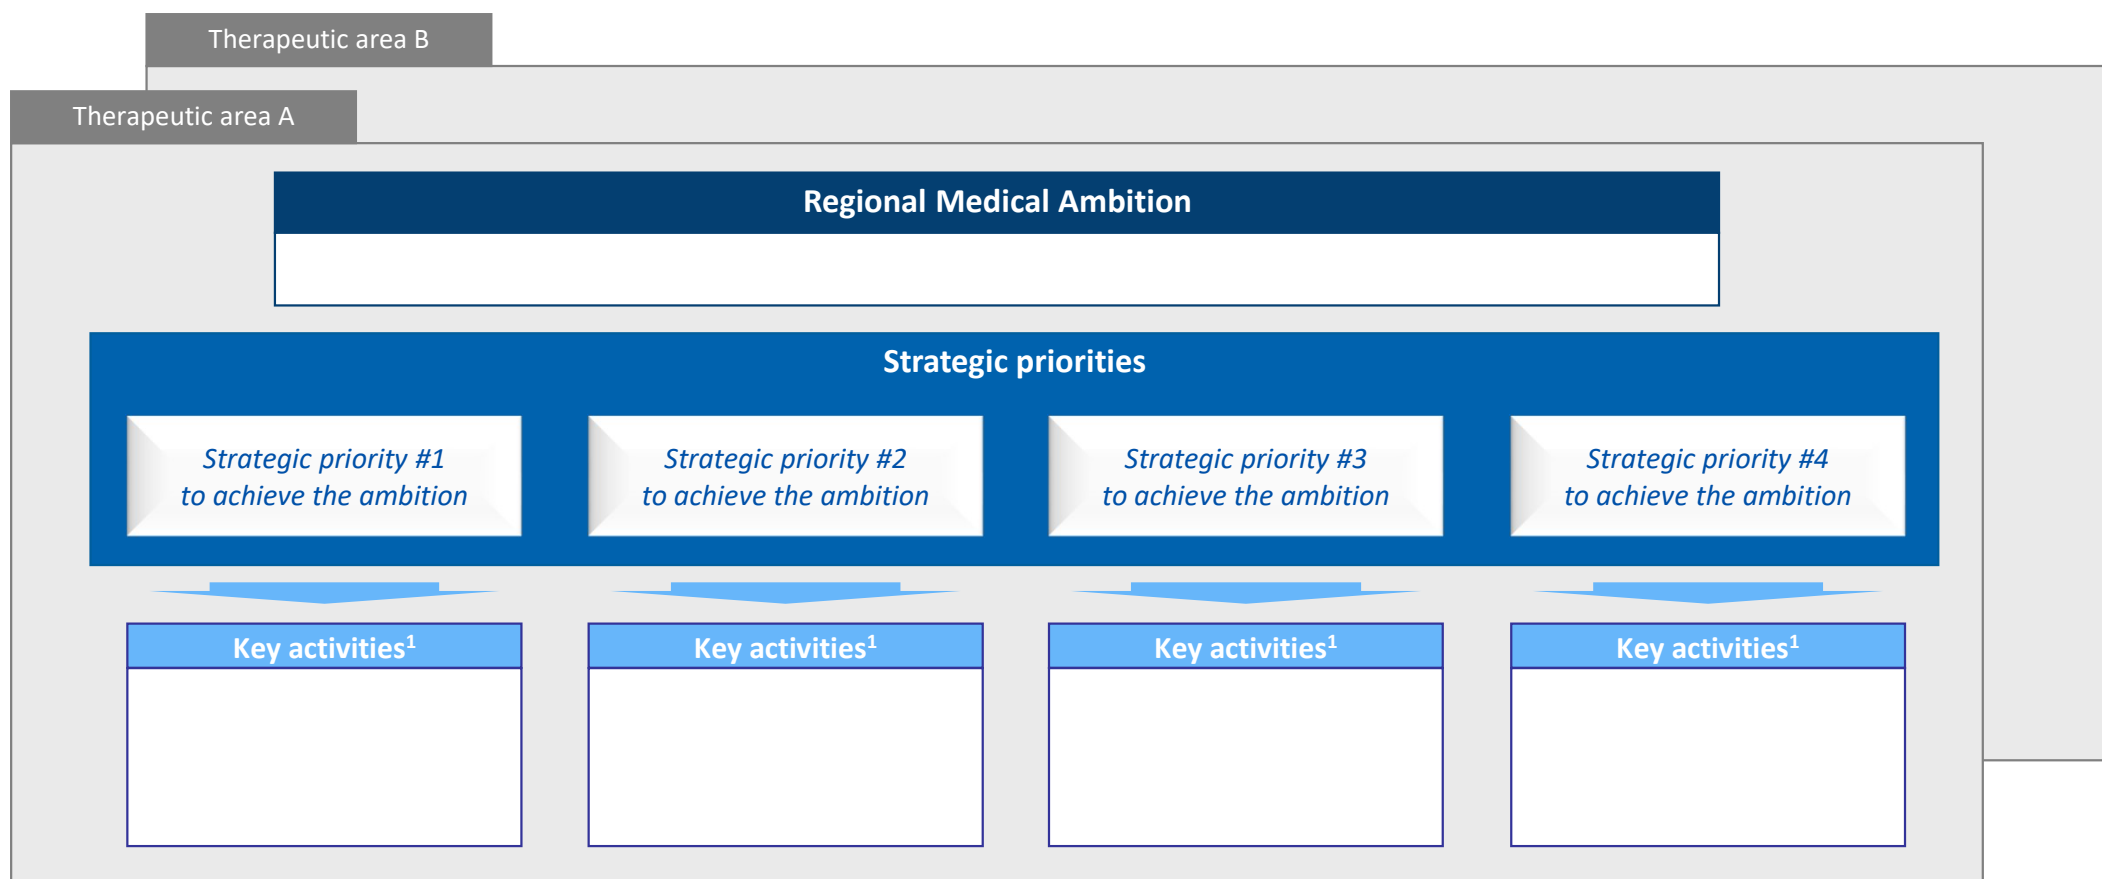 Therapeutic area B
Therapeutic area A
Regional Medical Ambition
Strategic priorities
Strategic priority #1
to achieve the ambition
Strategic priority #2
to achieve the ambition
Strategic priority #3
to achieve the ambition
Strategic priority #4
to achieve the ambition
Key activities¹
Key activities¹
Key activities¹
Key activities¹